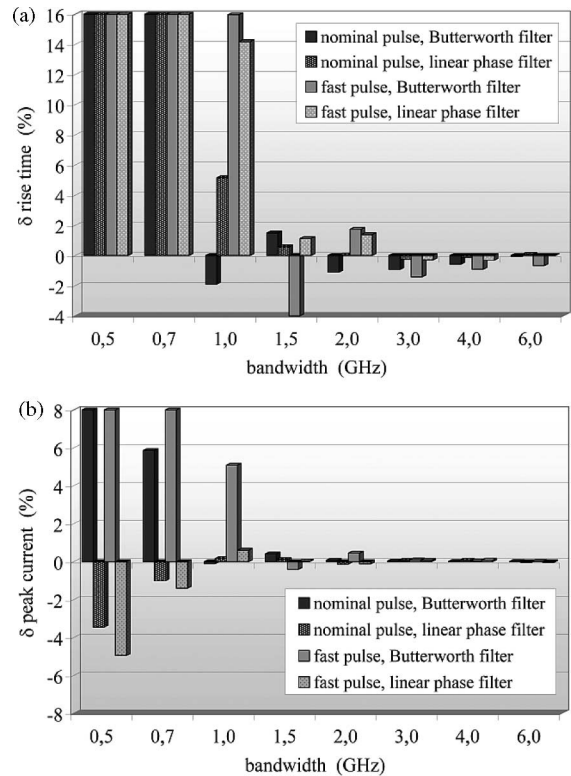 (a)
16
14
12
10
8
6
4
2
0
-2
-4
δ rise time (%)
nominal pulse, Butterworth filter
nominal pulse, linear phase filter
fast pulse, Butterworth filter
fast pulse, linear phase filter
0,5 0,7 1,0 1,5 2,0 3,0 4,0 6,0
bandwidth (GHz)
(b)
8
6
4
2
0
-2
-4
-6
-8
δ peak current (%)
nominal pulse, Butterworth filter
nominal pulse, linear phase filter
fast pulse, Butterworth filter
fast pulse, linear phase filter
0,5 0,7 1,0 1,5 2,0 3,0 4,0 6,0
bandwidth (GHz)